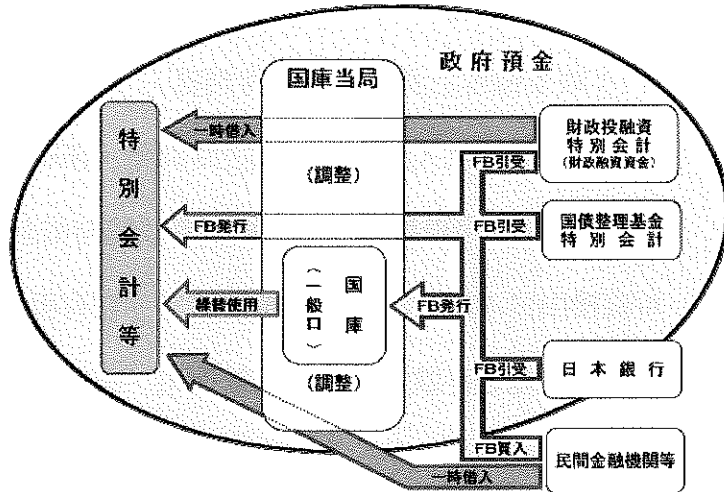 政府預金
国庫当局
特別会計等
一時借入
財政投融資
特別会計
(財政融資資金)
FB引受
(調整)
FB発行
FB引受
国債整理基金
特別会計
繰替使用
国庫
(一般口)
FB発行
(調整)
FB引受
日本銀行
FB買入
民間金融機関等
一時借入